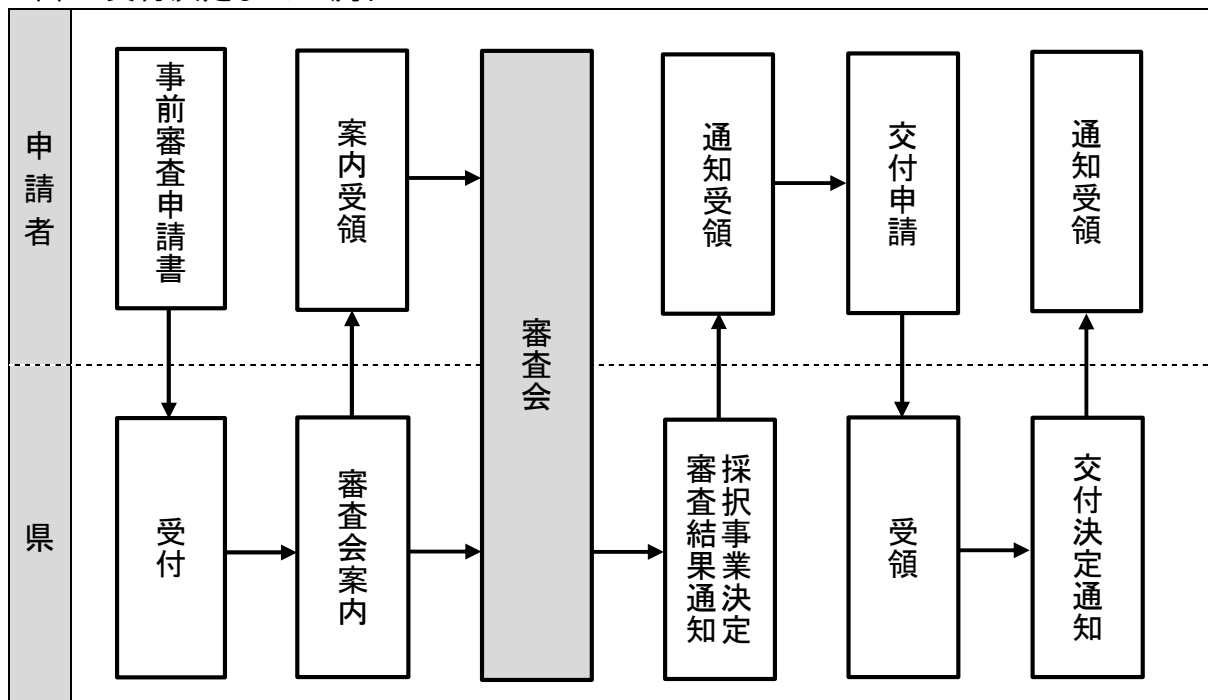 申請者
事前審査申請書
案内受領
審査会
通知受領
交付申請
通知受領
県
受付
審査会案内
採択事業決定
審査結果通知
受領
交付決定通知